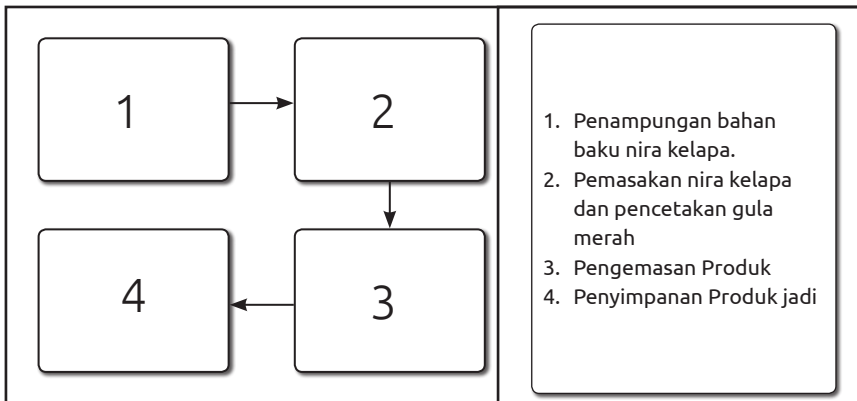 1
2
4
3
1. Penampungan bahan
baku nira kelapa.
2. Pemasakan nira kelapa
dan pencetakan gula
merah
3. Pengemasan Produk
4. Penyimpanan Produk jadi